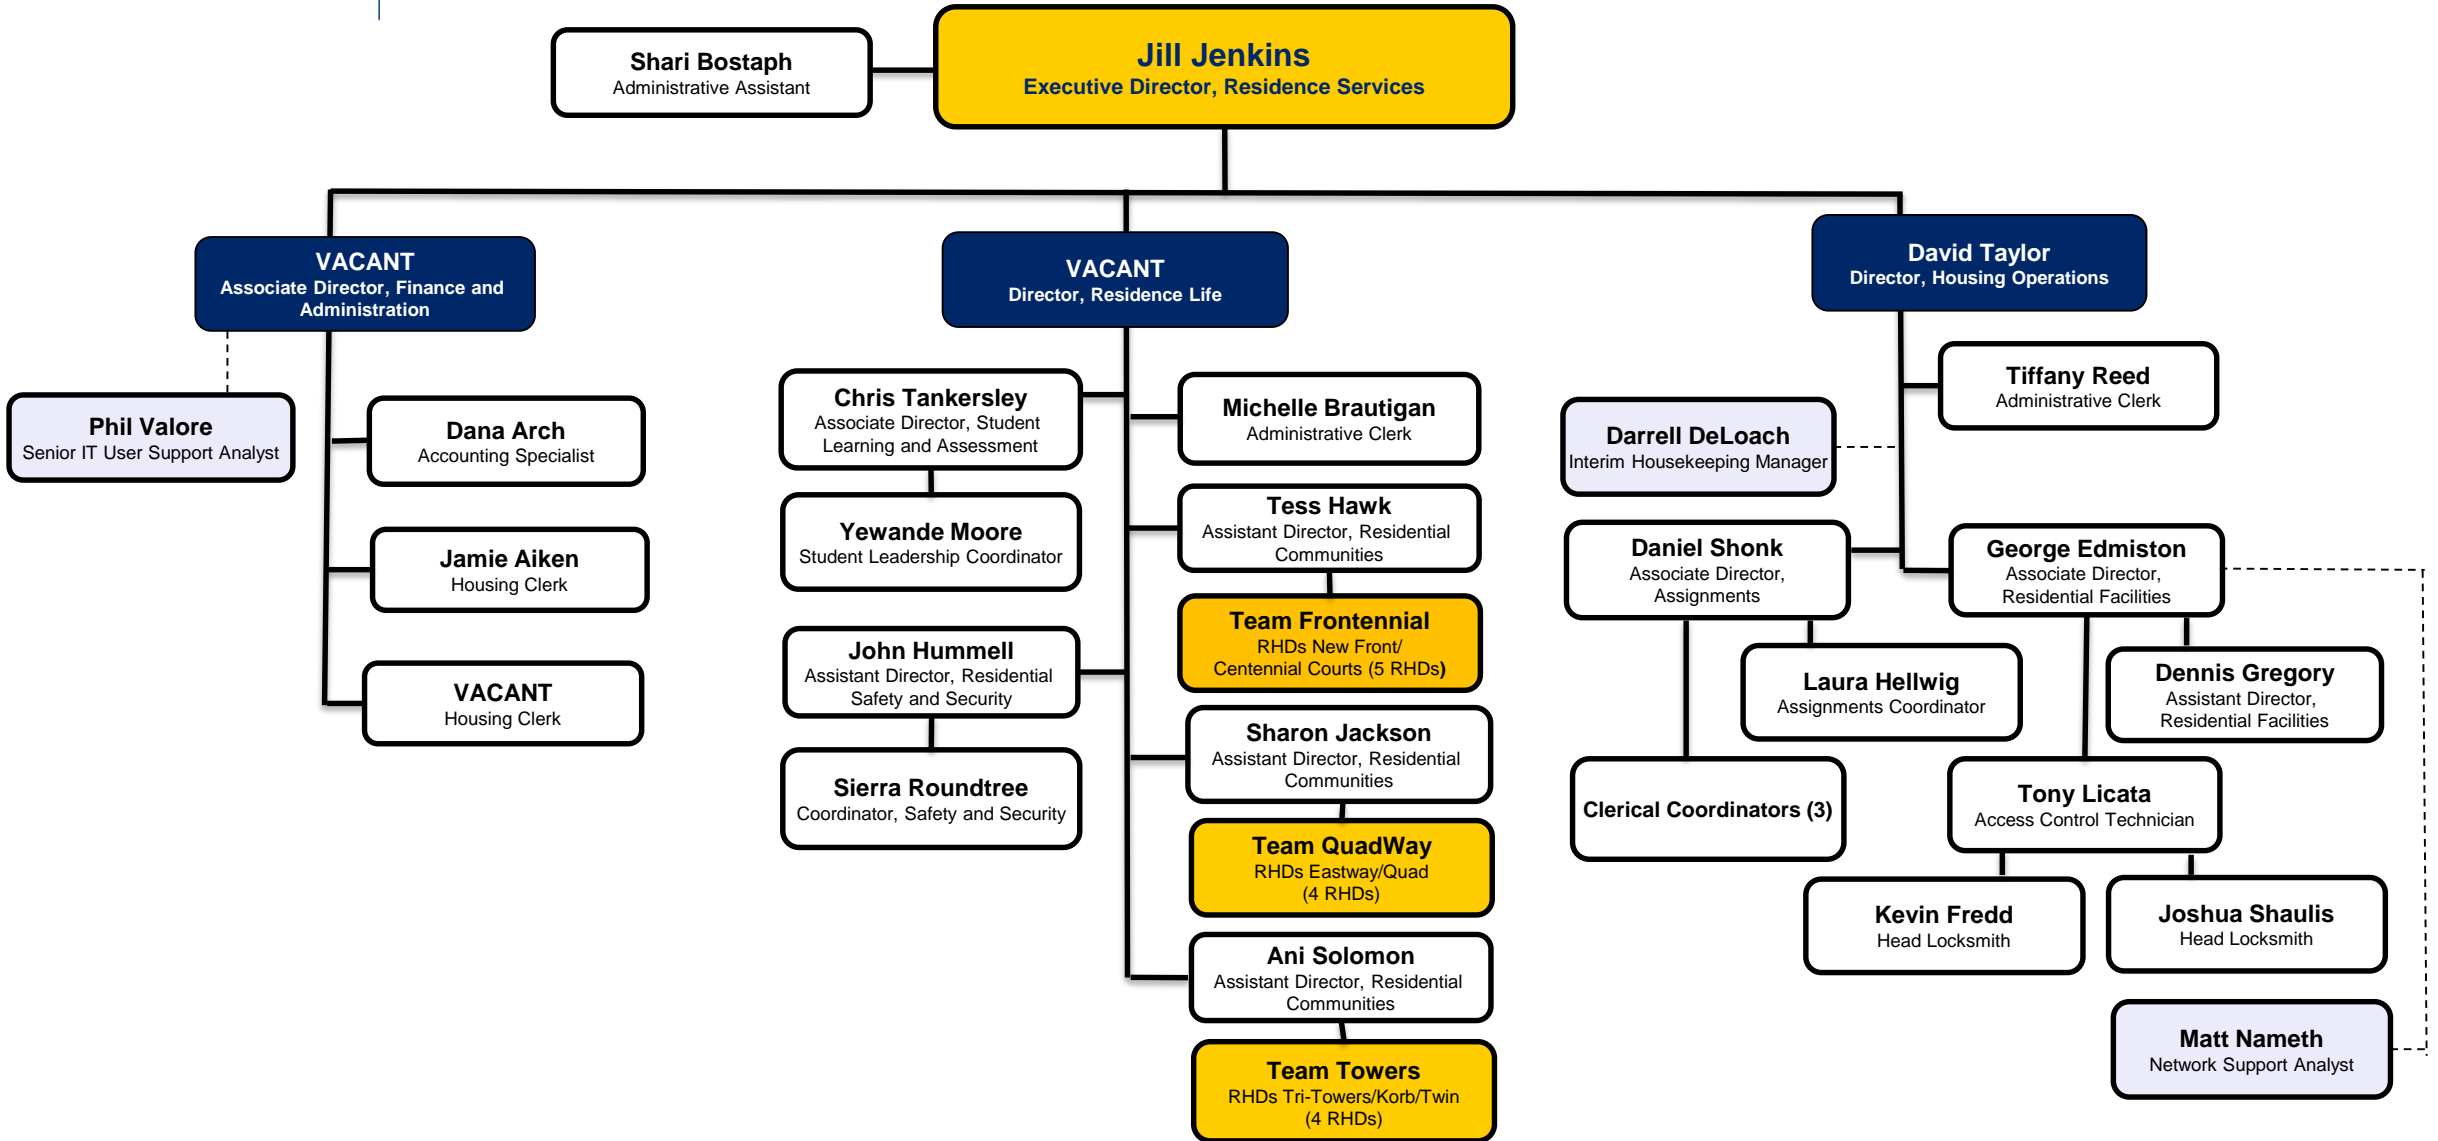 Shari Bostaph
Administrative Assistant
Jill Jenkins
Executive Director, Residence Services
VACANT
Associate Director, Finance and
Administration
Phil Valore
Senior IT User Support Analyst
Dana Arch
Accounting Specialist
Jamie Aiken
Housing Clerk
VACANT
Housing Clerk
VACANT
Director, Residence Life
Chris Tankersley
Associate Director, Student
Learning and Assessment
Yewande Moore
Student Leadership Coordinator
John Hummell
Assistant Director, Residential
Safety and Security
Sierra Roundtree
Coordinator, Safety and Security
Michelle Brautigan
Administrative Clerk
Tess Hawk
Assistant Director, Residential
Communities
Team Frontennial
RHDs New Front/
Centennial Courts (5 RHDs)
Sharon Jackson
Assistant Director, Residential
Communities
Team QuadWay
RHDs Eastway/Quad
(4 RHDs)
Ani Solomon
Assistant Director, Residential
Communities
Team Towers
RHDs Tri-Towers/Korb/Twin
(4 RHDs)
David Taylor
Director, Housing Operations
Tiffany Reed
Administrative Clerk
Darrell DeLoach
Interim Housekeeping Manager
Daniel Shonk
Associate Director,
Assignments
Laura Hellwig
Assignments Coordinator
Clerical Coordinators (3)
George Edmiston
Associate Director,
Residential Facilities
Dennis Gregory
Assistant Director,
Residential Facilities
Tony Licata
Access Control Technician
Kevin Fredd
Head Locksmith
Joshua Shaulis
Head Locksmith
Matt Nameth
Network Support Analyst